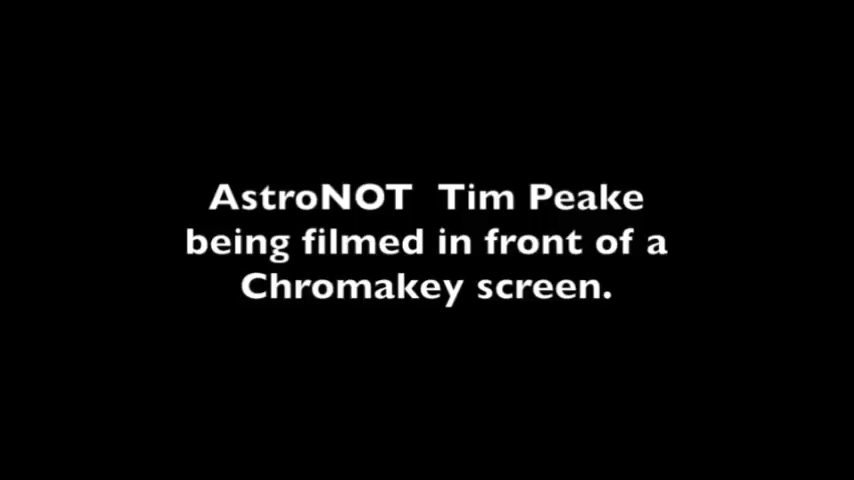 AstroNOT Tim Peake
being filmed in front of a
Chromakey screen.